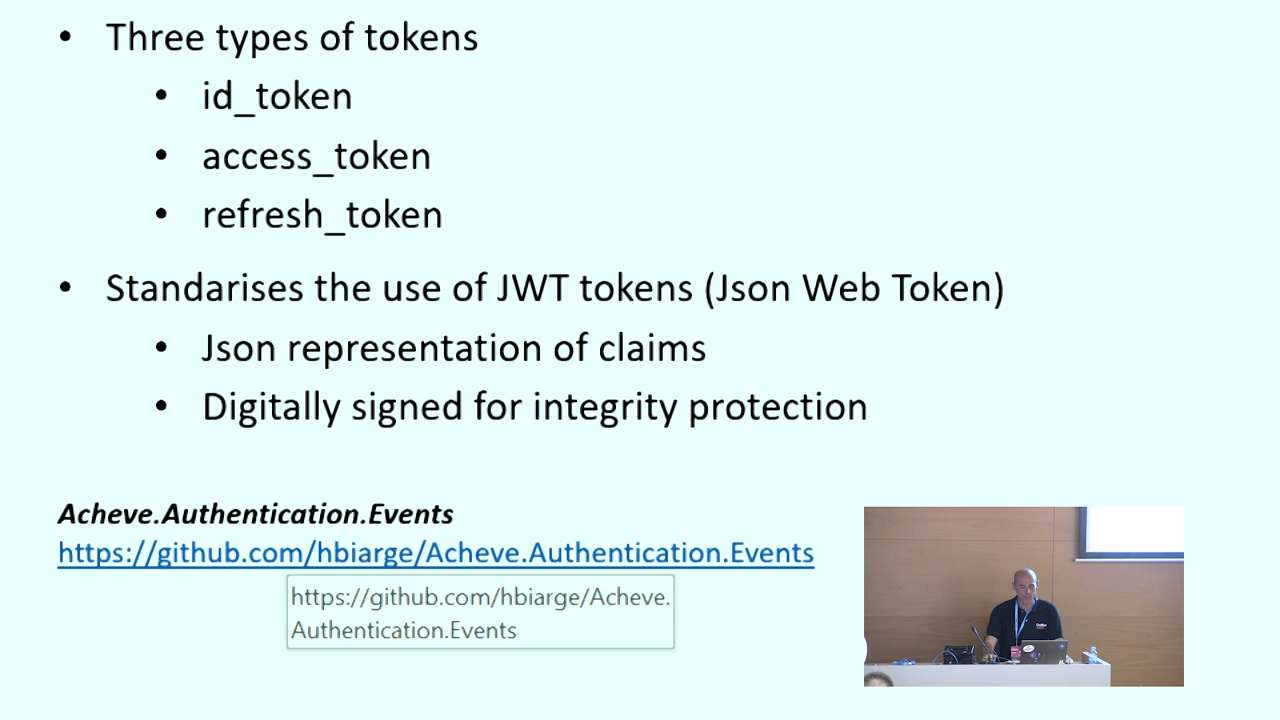 Three types of tokens
id_token
access_token
refresh_token
Standarises the use of JWT tokens (Json Web Token)
Json representation of claims
Digitally signed for integrity protection
Acheve.Authentication.Events
https://github.com/hbiarge/Acheve.Authentication.Events
https://github.com/hbiarge/Acheve.
Authentication.Events